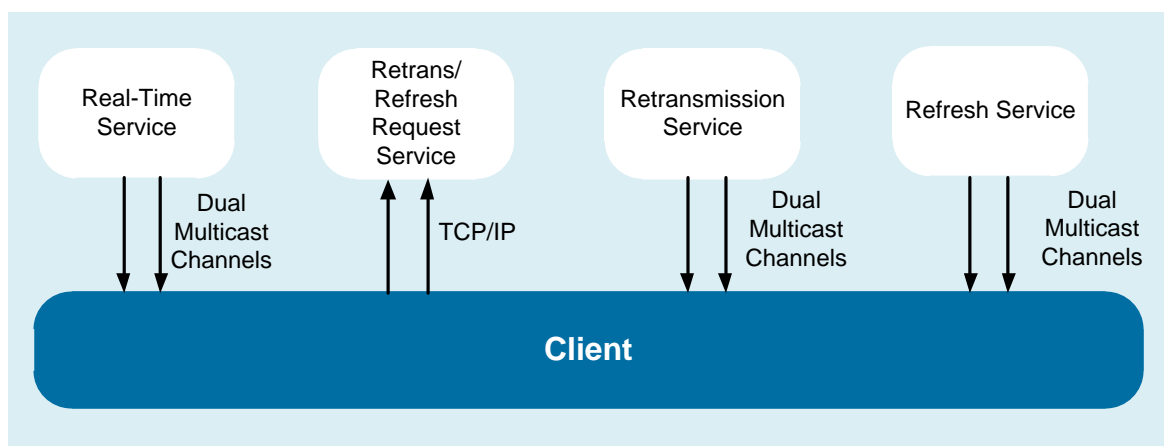 Real-Time
Service
Retrans/
Refresh
Request
Service
Retransmission
Service
Refresh Service
Dual
Multicast
Channels
TCP/IP
Dual
Multicast
Channels
Dual
Multicast
Channels
Client